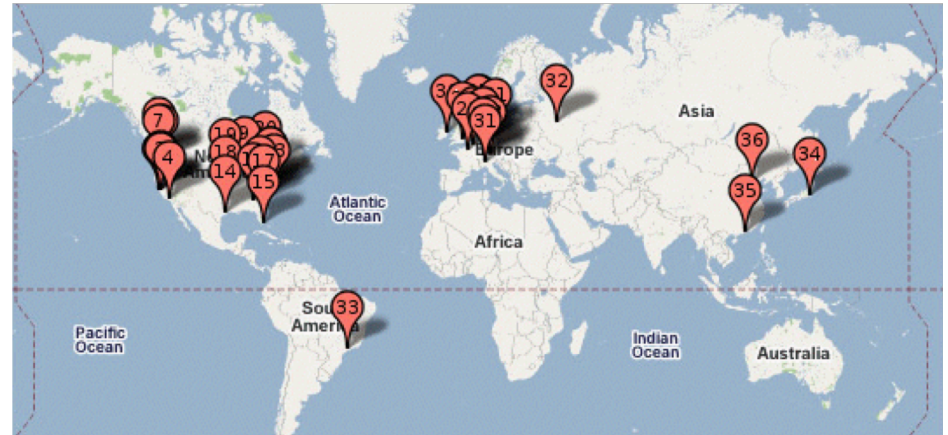 32
Asia
7
31
36
34
4
18
17
14
15
35
Europe
Atlantic
Ocean
Africa
33
South
America
Pacific
Ocean
Indian
Ocean
Australia